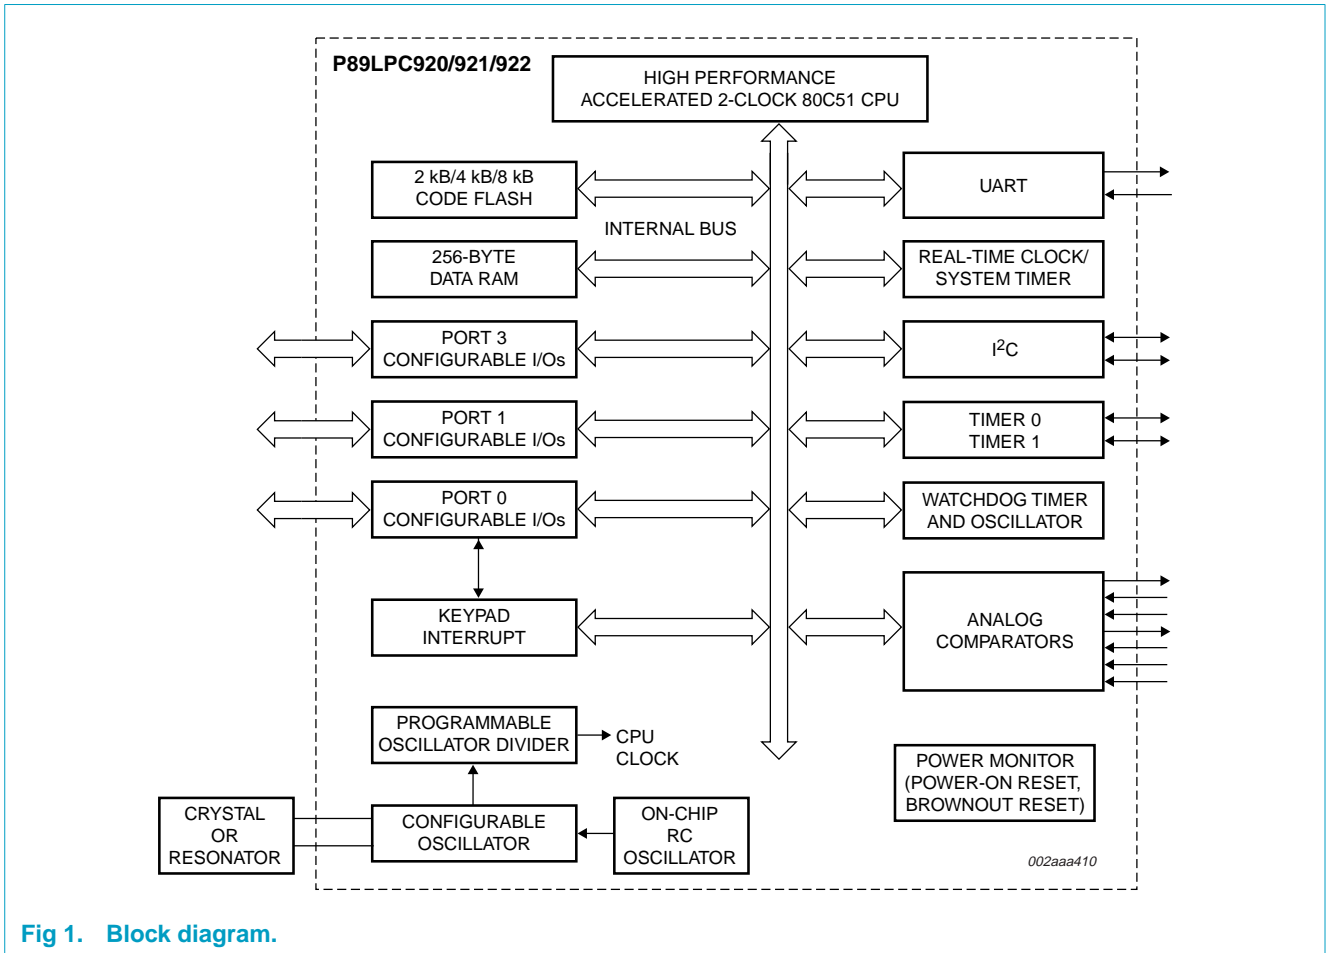 P89LPC920/921/922
HIGH PERFORMANCE
ACCELERATED 2-CLOCK 80C51 CPU
2 kB/4 kB/8 kB
CODE FLASH
UART
INTERNAL BUS
256-BYTE
DATA RAM
REAL-TIME CLOCK/
SYSTEM TIMER
PORT 3
CONFIGURABLE I/Os
I²C
PORT 1
CONFIGURABLE I/Os
TIMER 0
TIMER 1
PORT 0
CONFIGURABLE I/Os
WATCHDOG TIMER
AND OSCILLATOR
KEYPAD
INTERRUPT
ANALOG
COMPARATORS
PROGRAMMABLE
OSCILLATOR DIVIDER
CPU
CLOCK
POWER MONITOR
(POWER-ON RESET,
BROWNOUT RESET)
CRYSTAL
OR
RESONATOR
CONFIGURABLE
OSCILLATOR
ON-CHIP
RC
OSCILLATOR
002aaa410
Fig 1. Block diagram.